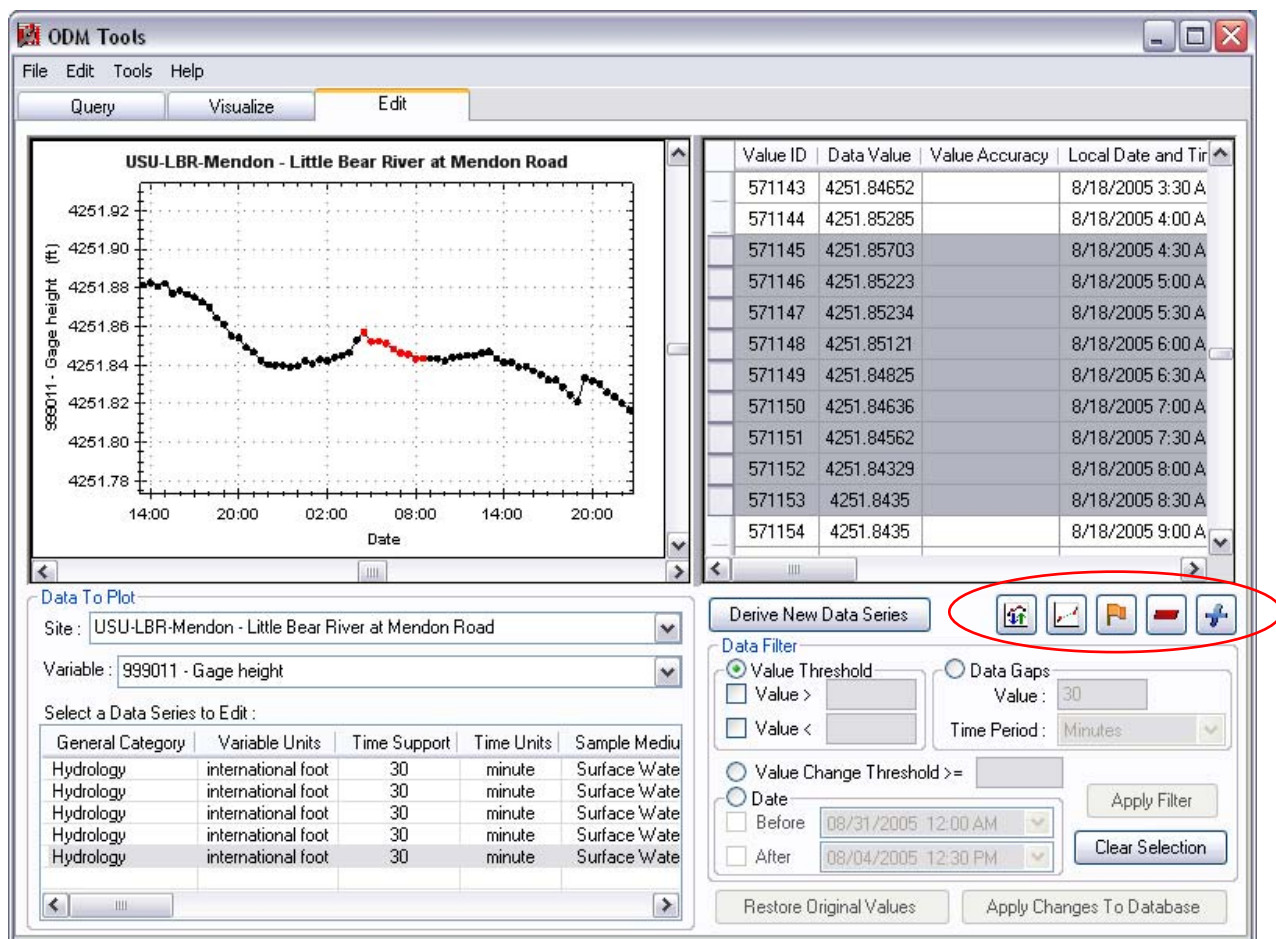 ODM Tools
File Edit Tools Help
Query Visualize Edit
USU-LBR-Mendon - Little Bear River at Mendon Road
999011 - Gage height (ft)
4251.92
4251.90
4251.88
4251.86
4251.84
4251.82
4251.80
4251.78
14:00 20:00 02:00 08:00 14:00 20:00
Date
Value ID Data Value Value Accuracy Local Date and Tir
571143 4251.84652 8/18/2005 3:30 A
571144 4251.85285 8/18/2005 4:00 A
571145 4251.85703 8/18/2005 4:30 A
571146 4251.85223 8/18/2005 5:00 A
571147 4251.85234 8/18/2005 5:30 A
571148 4251.85121 8/18/2005 6:00 A
571149 4251.84825 8/18/2005 6:30 A
571150 4251.84636 8/18/2005 7:00 A
571151 4251.84562 8/18/2005 7:30 A
571152 4251.84329 8/18/2005 8:00 A
571153 4251.8435 8/18/2005 8:30 A
571154 4251.8435 8/18/2005 9:00 A
Data To Plot
Site : USU-LBR-Mendon - Little Bear River at Mendon Road
Variable : 999011 - Gage height
Select a Data Series to Edit :
General Category Variable Units Time Support Time Units Sample Mediu
Hydrology international foot 30 minute Surface Wate
Hydrology international foot 30 minute Surface Wate
Hydrology international foot 30 minute Surface Wate
Hydrology international foot 30 minute Surface Wate
Hydrology international foot 30 minute Surface Wate
Derive New Data Series
Data Filter
Value Threshold
Value >
Value <
Data Gaps
Value : 30
Time Period : Minutes
Value Change Threshold >=
Date
Before 08/31/2005 12:00 AM
After 08/04/2005 12:30 PM
Apply Filter
Clear Selection
Restore Original Values
Apply Changes To Database